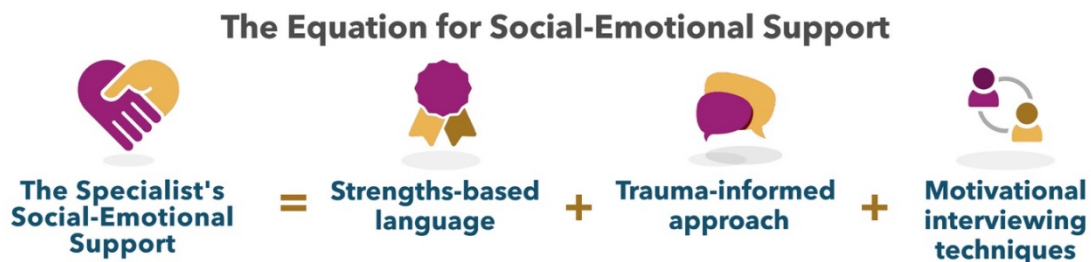 The Equation for Social-Emotional Support
The Specialist's
Social-Emotional
Support
=
Strengths-based
language
+
Trauma-informed
approach
+
Motivational
interviewing
techniques